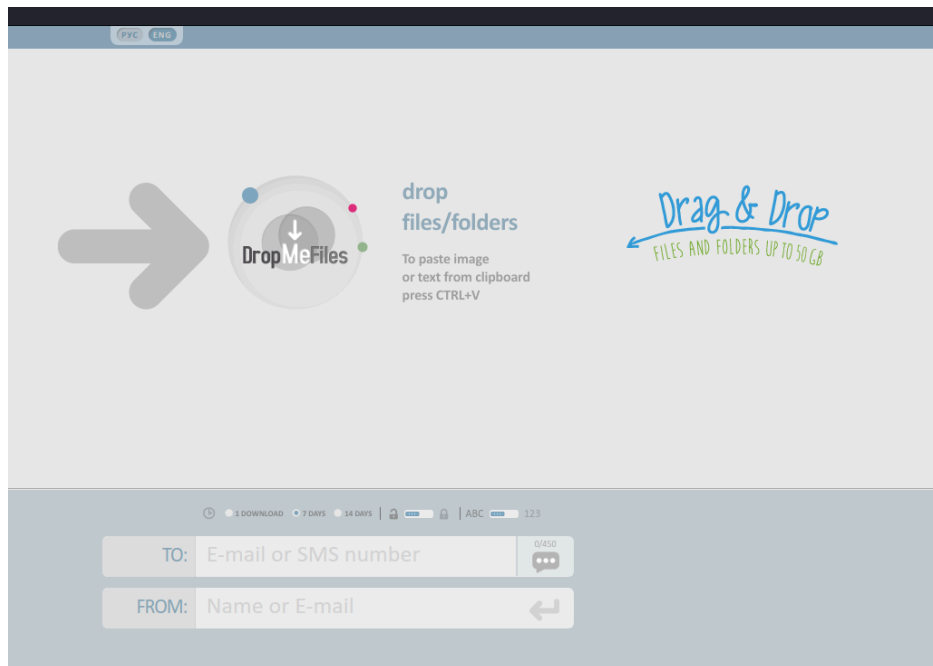 РУС ENG
DropMeFiles
drop
files/folders
To paste image
or text from clipboard
press CTRL+V
Drag & Drop
FILES AND FOLDERS UP TO 50 GB
1 DOWNLOAD 7 DAYS 14 DAYS ABC 123
TO: E-mail or SMS number 0/450
FROM: Name or E-mail